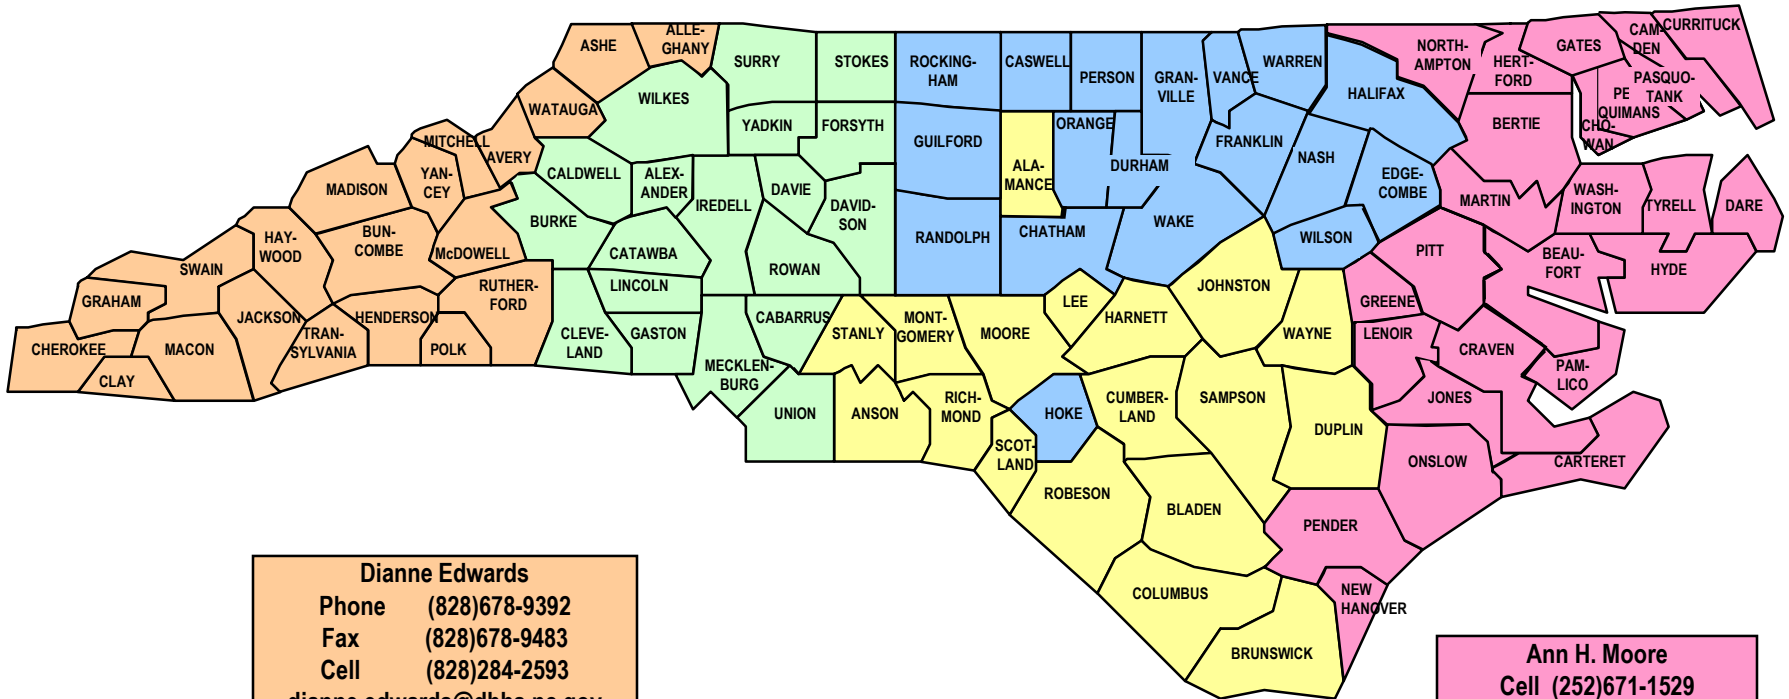 ASHE
ALLE-
GHANY
SURRY
STOKES
ROCKING-
HAM
CASWELL
PERSON
GRAN-
VILLE
VANCE
WARREN
NORTH-
AMPTON
HERT-
FORD
GATES
CAM-
DEN
CURRITUCK
PASQUO-
TANK
PE
QUIMANS
CHO-
WAN
WATAUGA
WILKES
YADKIN
FORSYTH
GUILFORD
ALA-
MANCE
ORANGE
DURHAM
FRANKLIN
NASH
HALIFAX
EDGE-
COMBE
BERTIE
MARTIN
WASH-
INGTON
TYRELL
DARE
MITCHELL
AVERY
YAN-
CEY
MADISON
CALDWELL
ALEX-
ANDER
IREDELL
DAVIE
DAVID-
SON
RANDOLPH
CHATHAM
WAKE
WILSON
PITT
BEAU-
FORT
HYDE
BURKE
CATAWBA
ROWAN
McDOWELL
BUN-
COMBE
HAY-
WOOD
SWAIN
GRAHAM
CHEROKEE
CLAY
MACON
JACKSON
TRAN-
SYLVANIA
HENDERSON
POLK
RUTHER-
FORD
CLEVE-
LAND
LINCOLN
GASTON
MECKLEN-
BURG
CABARRUS
UNION
STANLY
ANSON
MONT-
GOMERY
RICH-
MOND
MOORE
LEE
HARNETT
JOHNSTON
WAYNE
GREENE
LENOIR
CRAVEN
PAM-
LICO
JONES
CARTERET
ONSLOW
DUPLIN
SAMPSON
CUMBER-
LAND
HOKE
SCOT-
LAND
ROBESON
BLADEN
PENDER
NEW
HANOVER
COLUMBUS
BRUNSWICK
Dianne Edwards
Phone (828)678-9392
Fax (828)678-9483
Cell (828)284-2593
dianne.edwards@dhhs.nc.gov
Ann H. Moore
Cell (252)671-1529